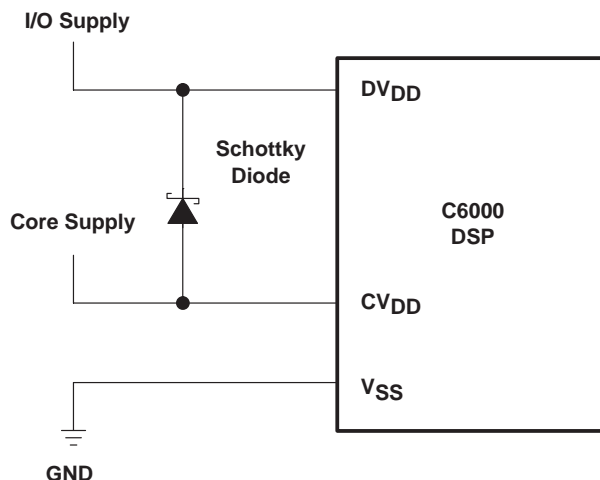 I/O Supply
DVDD
Schottky
Diode
C6000
DSP
Core Supply
CVDD
VSS
GND